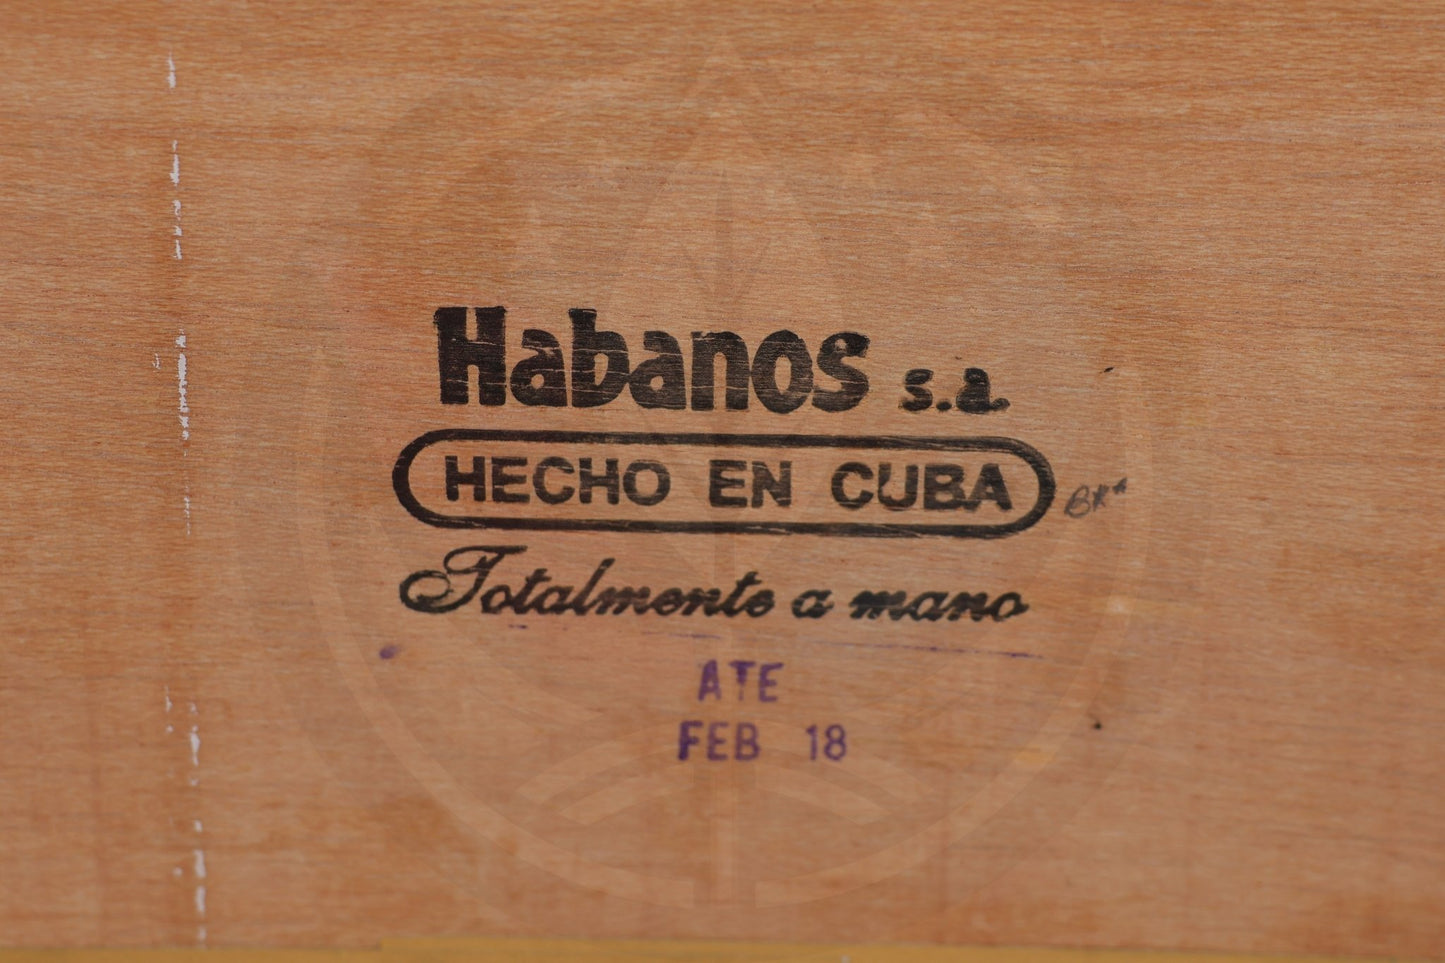 Habanos s.a.
HECHO EN CUBA
Totalmente a mano
ATE
FEB 18